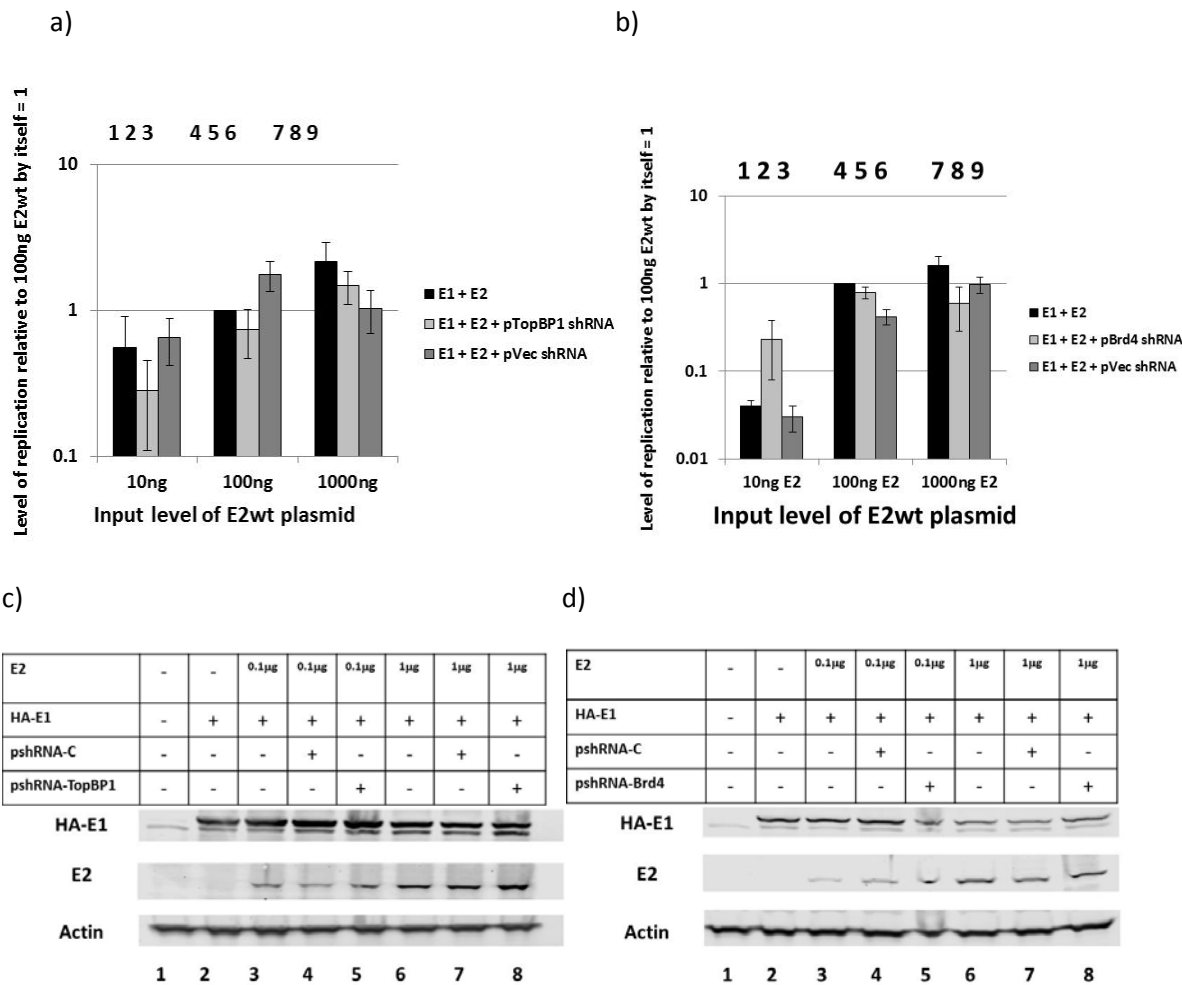 a)
Level of replication relative to 100ng E2wt by itself = 1
1 2 3 4 5 6 7 8 9
10
1
0.1
10ng 100ng 1000ng
Input level of E2wt plasmid
E1 + E2
E1 + E2 + pTopBP1 shRNA
E1 + E2 + pVec shRNA
b)
Level of replication relative to 100ng E2wt by itself = 1
1 2 3 4 5 6 7 8 9
10
1
0.1
0.01
10ng E2 100ng E2 1000ng E2
Input level of E2wt plasmid
E1 + E2
E1 + E2 + pBrd4 shRNA
E1 + E2 + pVec shRNA
c)
E2 - - 0.1µg 0.1µg 0.1µg 1µg 1µg 1µg
HA-E1 - + + + + + + +
pshRNA-C - - - + - - + -
pshRNA-TopBP1 - - - - + - - +
HA-E1
E2
Actin
1 2 3 4 5 6 7 8
d)
E2 - - 0.1µg 0.1µg 0.1µg 1µg 1µg 1µg
HA-E1 - + + + + + + +
pshRNA-C - - - + - - + -
pshRNA-Brd4 - - - - + - - +
HA-E1
E2
Actin
1 2 3 4 5 6 7 8